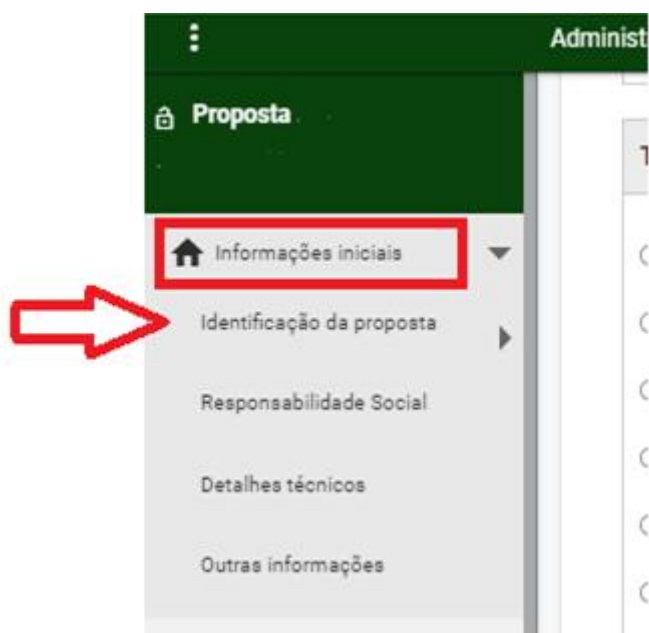 Administ
Proposta
Informações iniciais
Identificação da proposta
Responsabilidade Social
Detalhes técnicos
Outras informações